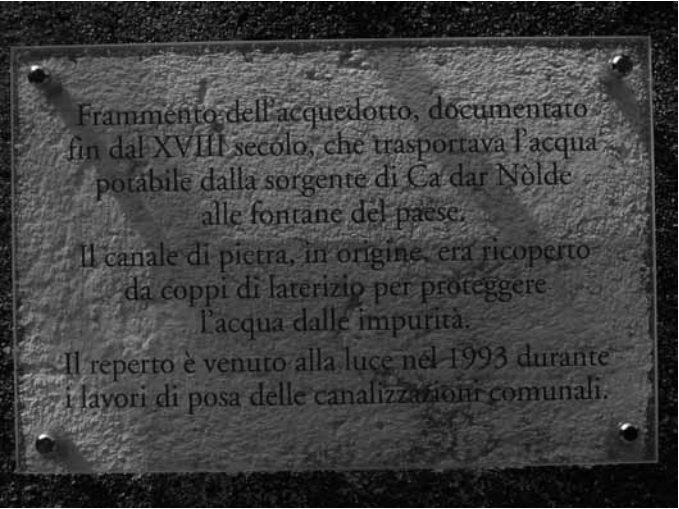 Frammento dell'acquedotto, documentato
fin dal XVIII secolo, che trasportava l'acqua
potabile dalla sorgente di Ca dar Nòlde
alle fontane del paese.
Il canale di pietra, in origine, era ricoperto
da coppi di laterizio per proteggere
l'acqua dalle impurità.
Il reperto è venuto alla luce nel 1993 durante
i lavori di posa delle canalizzazioni comunali.